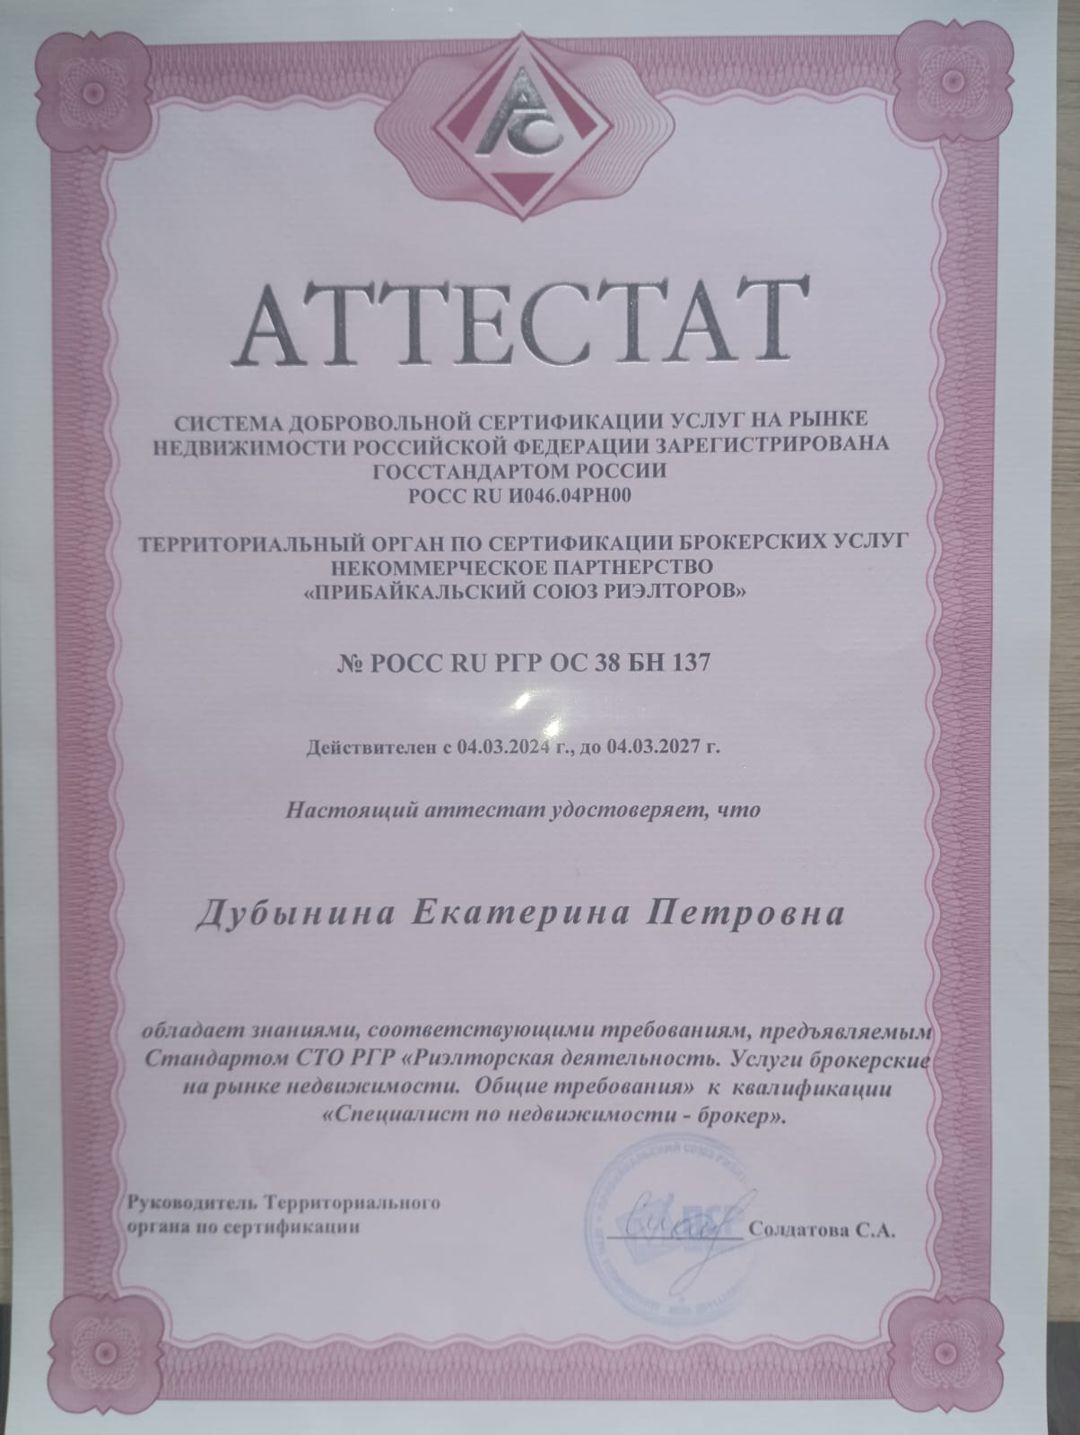 АС
АТТЕСТАТ
СИСТЕМА ДОБРОВОЛЬНОЙ СЕРТИФИКАЦИИ УСЛУГ НА РЫНКЕ
НЕДВИЖИМОСТИ РОССИЙСКОЙ ФЕДЕРАЦИИ ЗАРЕГИСТРИРОВАНА
ГОССТАНДАРТОМ РОССИИ
РОСС RU И046.04РН00
ТЕРРИТОРИАЛЬНЫЙ ОРГАН ПО СЕРТИФИКАЦИИ БРОКЕРСКИХ УСЛУГ
НЕКОММЕРЧЕСКОЕ ПАРТНЕРСТВО
«ПРИБАЙКАЛЬСКИЙ СОЮЗ РИЭЛТОРОВ»
№ РОСС RU РГР ОС 38 БН 137
Действителен с 04.03.2024 г., до 04.03.2027 г.
Настоящий аттестат удостоверяет, что
Дубынина Екатерина Петровна
обладает знаниями, соответствующими требованиям, предъявляемым
Стандартом СТО РГР «Риэлторская деятельность. Услуги брокерские
на рынке недвижимости. Общие требования» к квалификации
«Специалист по недвижимости - брокер».
Руководитель Территориального
органа по сертификации
Солдатова С.А.
ПСР